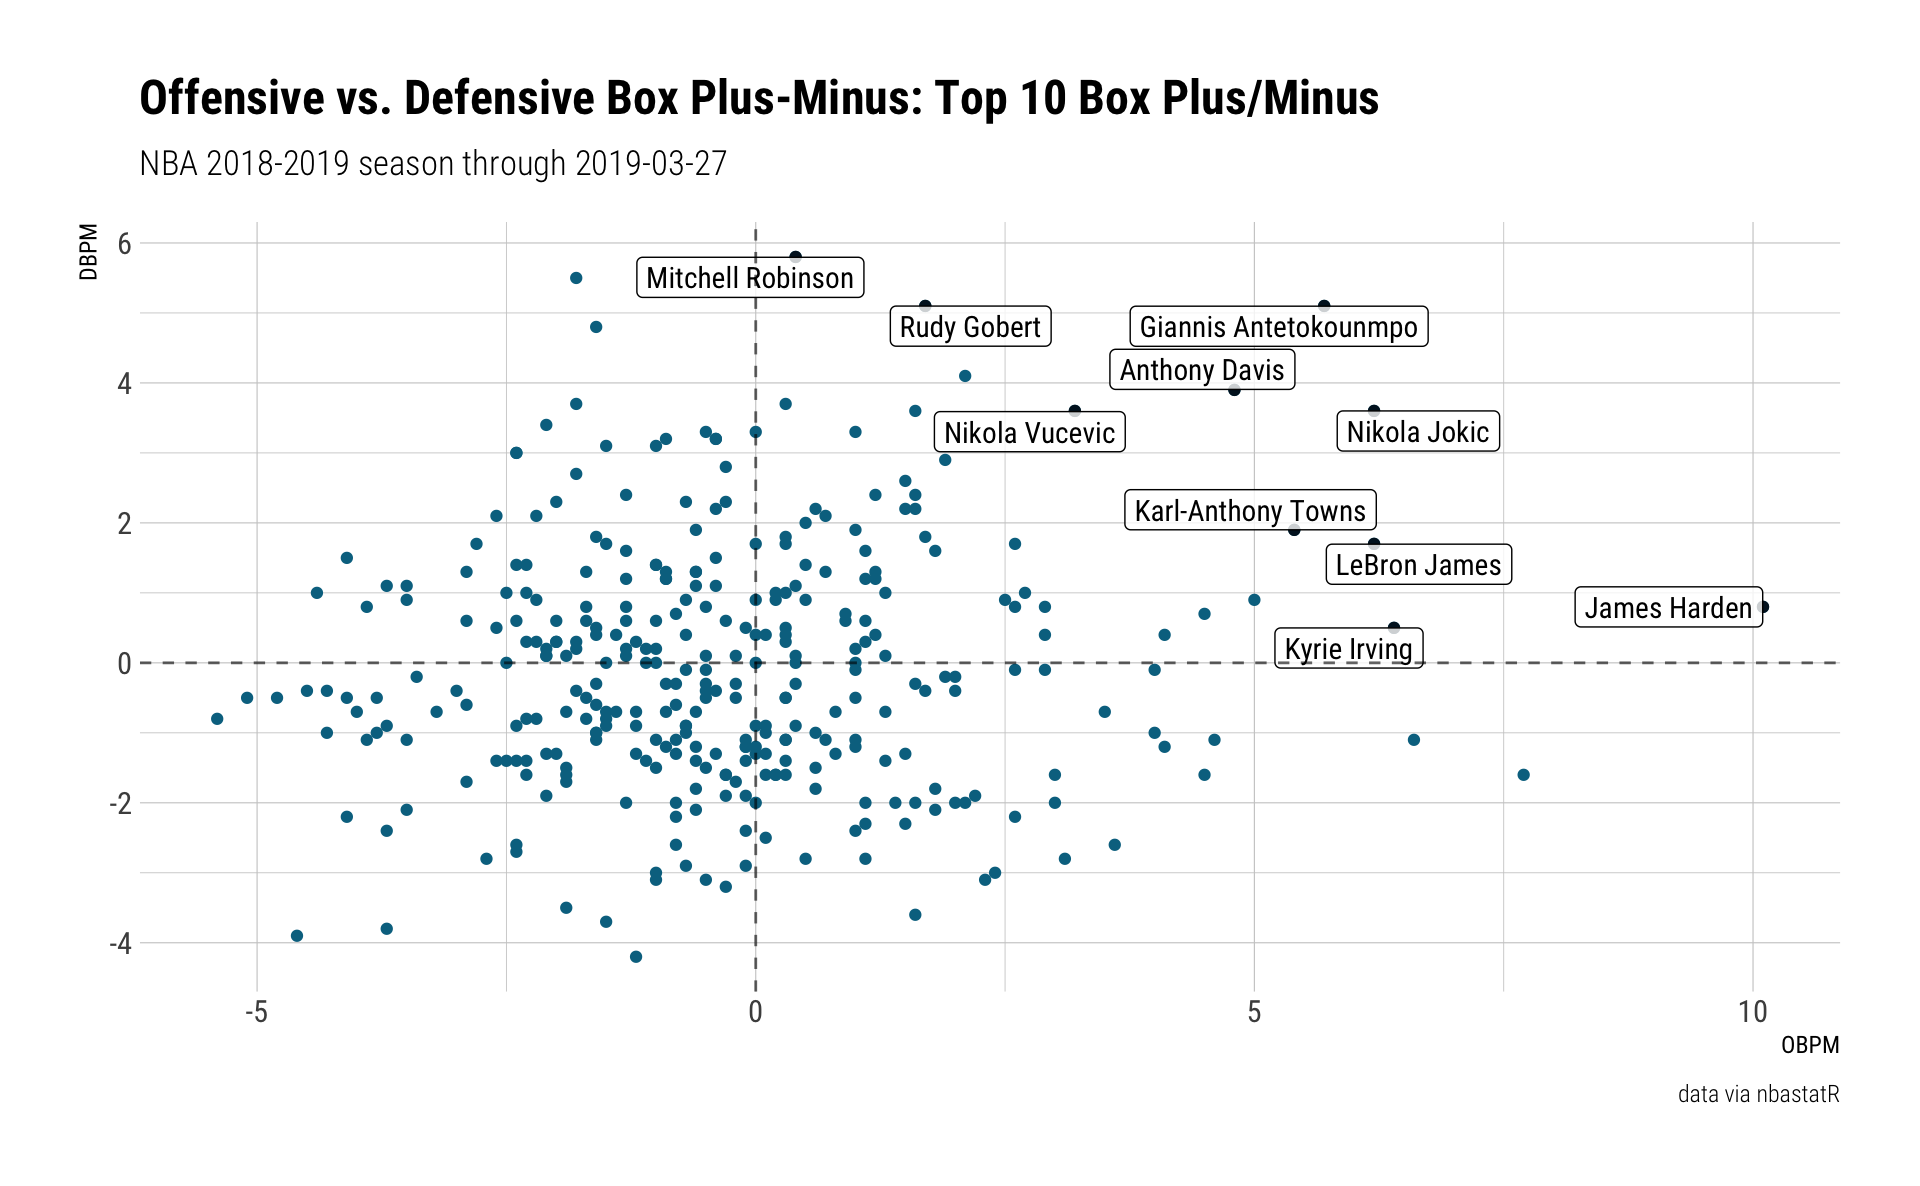 Offensive vs. Defensive Box Plus-Minus: Top 10 Box Plus/Minus
NBA 2018-2019 season through 2019-03-27
DBPM
6
4
2
0
-2
-4
Mitchell Robinson
Rudy Gobert
Giannis Antetokounmpo
Anthony Davis
Nikola Vucevic
Nikola Jokic
Karl-Anthony Towns
LeBron James
James Harden
Kyrie Irving
-5
0
5
10
OBPM
data via nbastatR